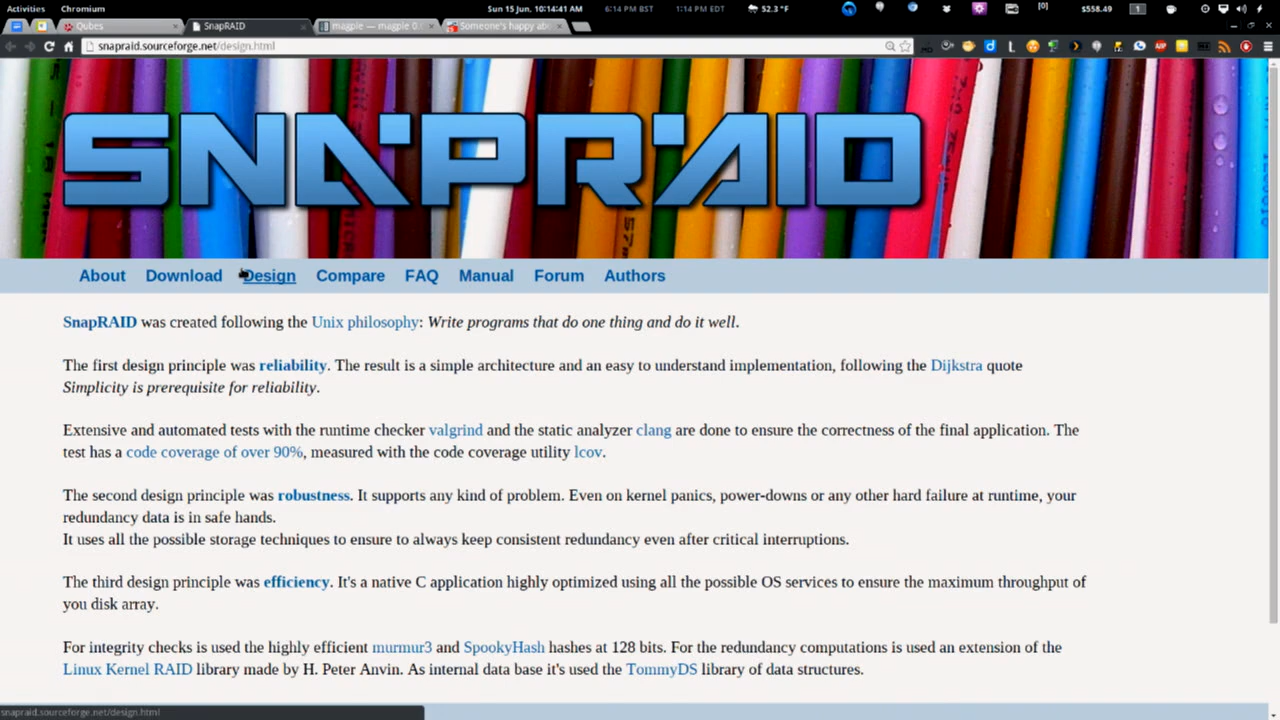 Activities Chromium Sun 15 Jun, 10:14:41 AM 6:14 PM BST 1:14 PM EDT 52.3 °F $558.49 1
Qubes SnapRAID magpie — magpie 0. Someone's happy abo
snapraid.sourceforge.net/design.html
SNAPRAID
About Download Design Compare FAQ Manual Forum Authors
SnapRAID was created following the Unix philosophy: Write programs that do one thing and do it well.
The first design principle was reliability. The result is a simple architecture and an easy to understand implementation, following the Dijkstra quote
Simplicity is prerequisite for reliability.
Extensive and automated tests with the runtime checker valgrind and the static analyzer clang are done to ensure the correctness of the final application. The
test has a code coverage of over 90%, measured with the code coverage utility lcov.
The second design principle was robustness. It supports any kind of problem. Even on kernel panics, power-downs or any other hard failure at runtime, your
redundancy data is in safe hands.
It uses all the possible storage techniques to ensure to always keep consistent redundancy even after critical interruptions.
The third design principle was efficiency. It's a native C application highly optimized using all the possible OS services to ensure the maximum throughput of
you disk array.
For integrity checks is used the highly efficient murmur3 and SpookyHash hashes at 128 bits. For the redundancy computations is used an extension of the
Linux Kernel RAID library made by H. Peter Anvin. As internal data base it's used the TommyDS library of data structures.
snapraid.sourceforge.net/design.html